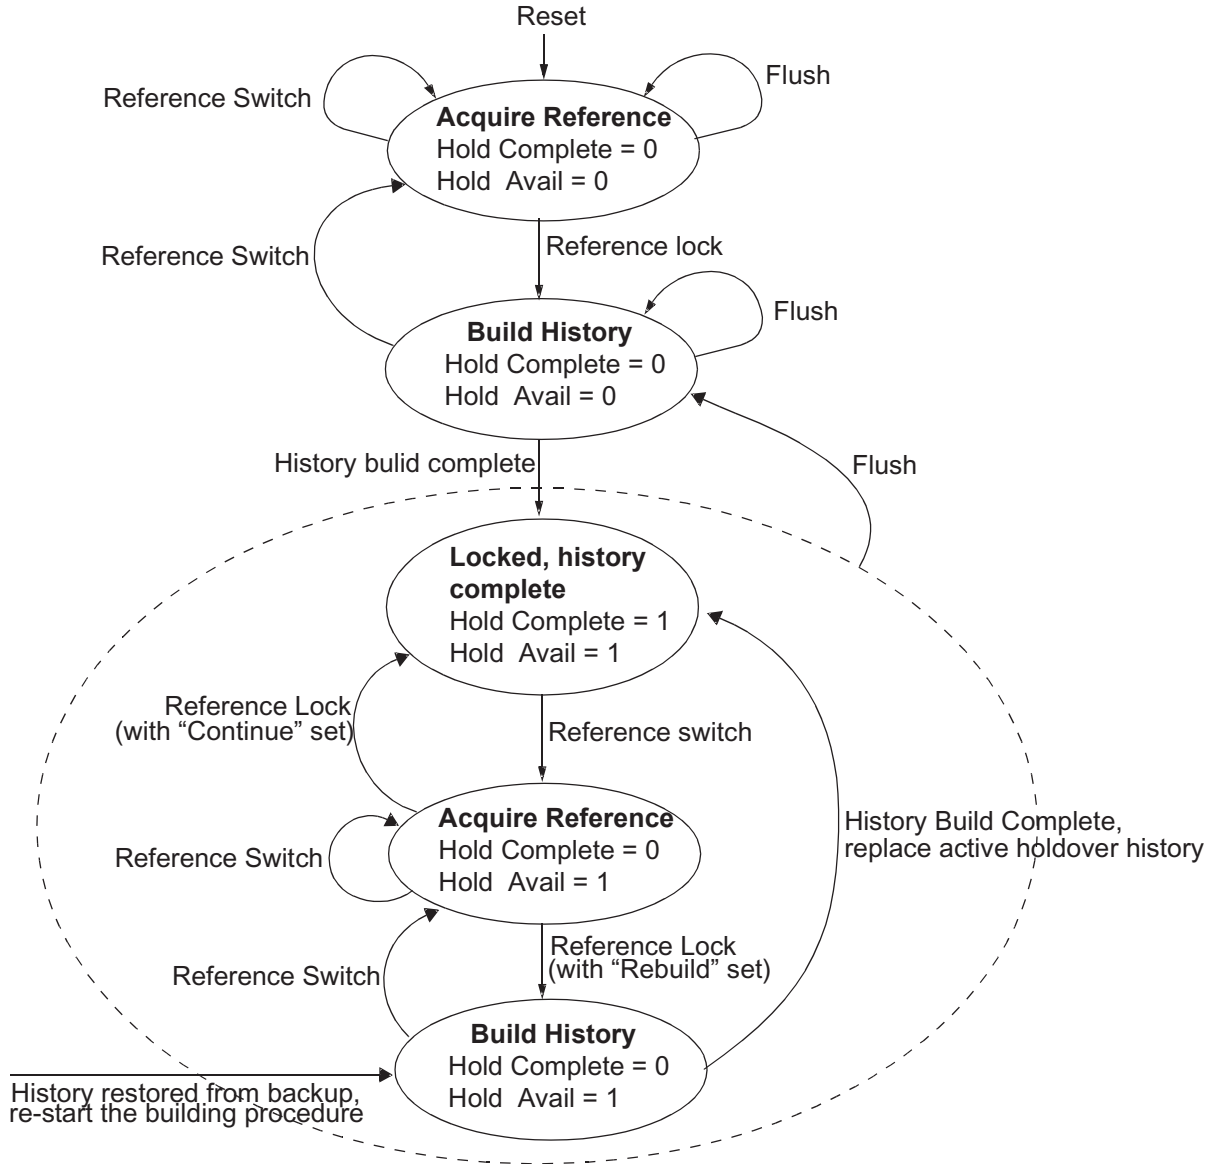 Reset
Reference Switch
Flush
Acquire Reference
Hold Complete = 0
Hold Avail = 0
Reference Switch
Reference lock
Flush
Build History
Hold Complete = 0
Hold Avail = 0
History bulid complete
Flush
Locked, history
complete
Hold Complete = 1
Hold Avail = 1
Reference Lock
(with “Continue” set)
Reference switch
Acquire Reference
Hold Complete = 0
Hold Avail = 1
Reference Switch
History Build Complete,
replace active holdover history
Reference Switch
Reference Lock
(with “Rebuild” set)
Build History
Hold Complete = 0
Hold Avail = 1
History restored from backup,
re-start the building procedure